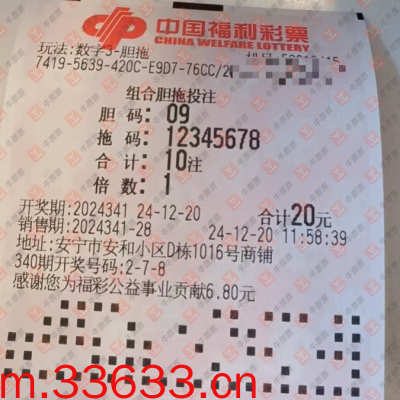 中国福利彩票
CHINA WELFARE LOTTERY
玩法:数字3-胆拖
7419-5639-420C-E9D7-76CC/2
组合胆拖投注
胆 码: 09
拖 码: 12345678
合 计: 10注
倍 数: 1
开奖期:2024341 24-12-20 合计20元
销售期:2024341-28 24-12-20 11:58:39
地址:安宁市安和小区D栋1016号商铺
340期开奖号码:2-7-8
感谢您为福彩公益事业贡献6.80元
m.33633.cn